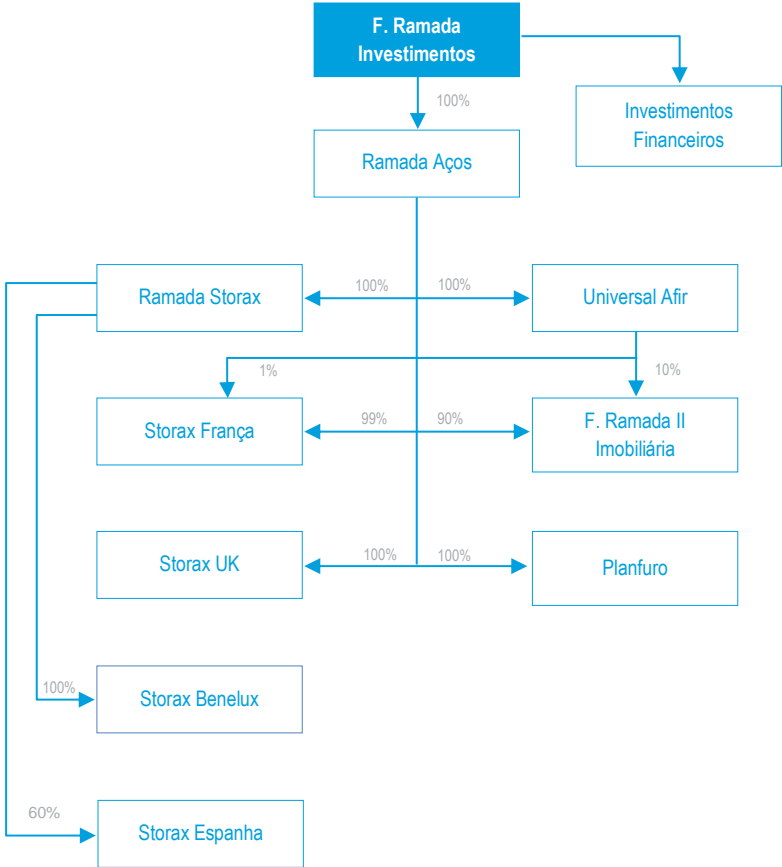 F. Ramada
Investimentos
Investimentos
Financeiros
100%
Ramada Aços
Ramada Storax
100%
100%
Universal Afir
1%
10%
Storax França
99%
90%
F. Ramada II
Imobiliária
Storax UK
100%
100%
Planfuro
100%
Storax Benelux
60%
Storax Espanha